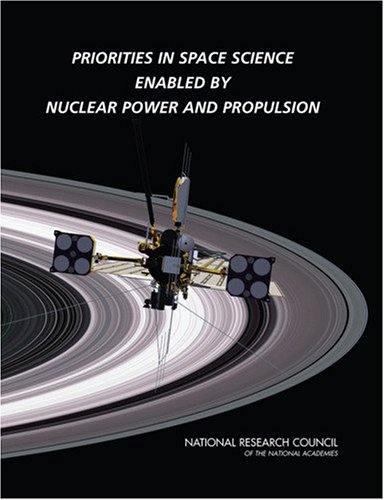 PRIORITIES IN SPACE SCIENCE
ENABLED BY
NUCLEAR POWER AND PROPULSION
NATIONAL RESEARCH COUNCIL
OF THE NATIONAL ACADEMIES